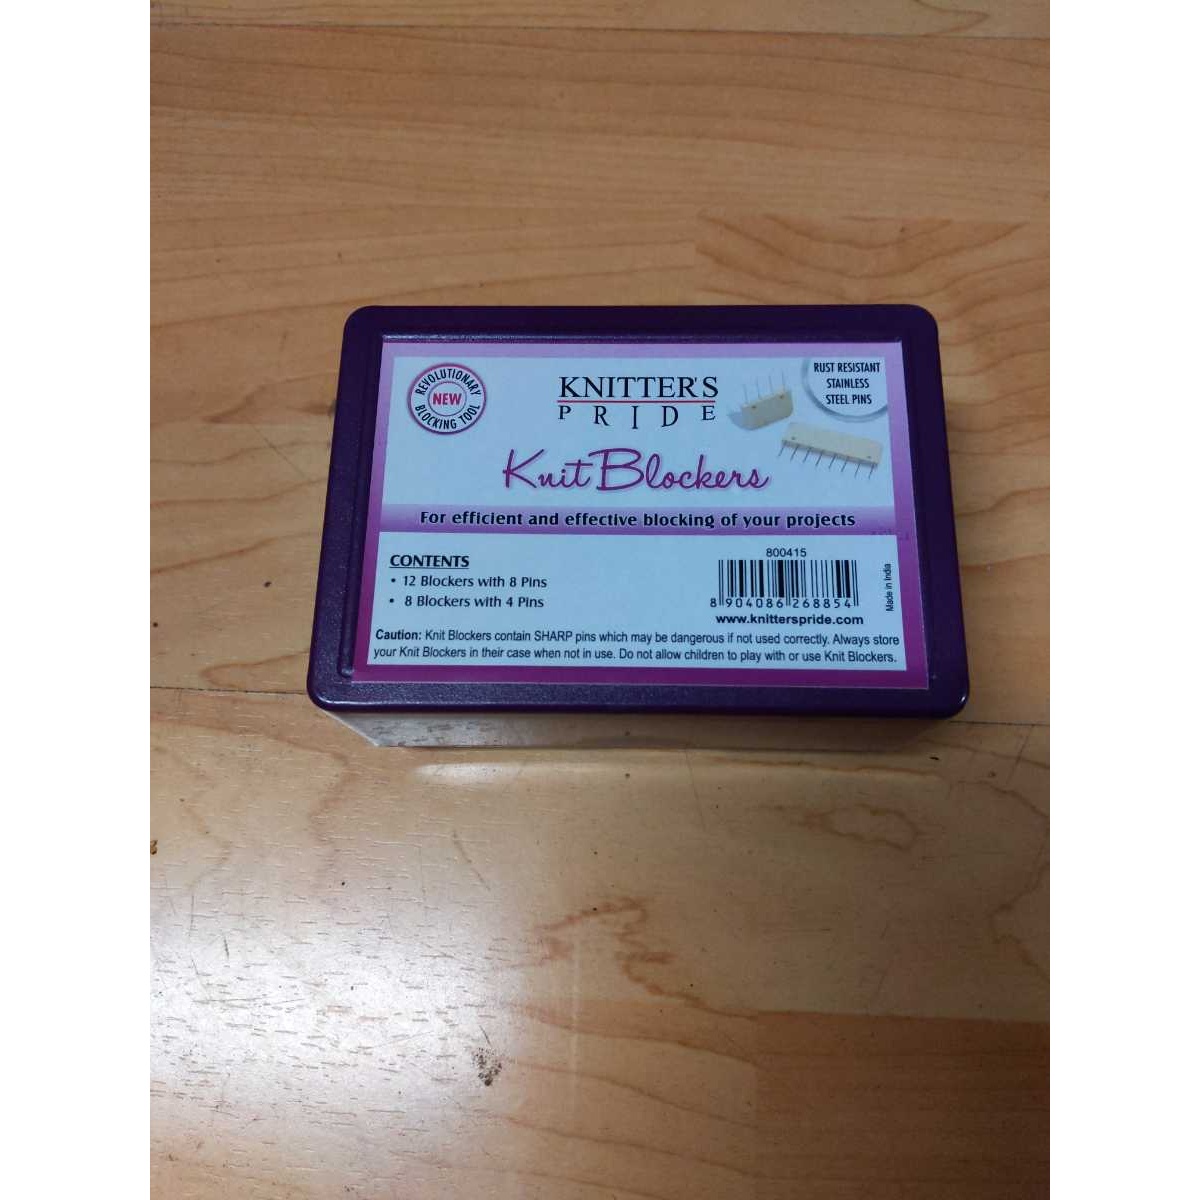 REVOLUTIONARY
NEW
BLOCKING TOOL
KNITTER'S
PRIDE
RUST RESISTANT
STAINLESS
STEEL PINS
Knit Blockers
For efficient and effective blocking of your projects
CONTENTS
• 12 Blockers with 8 Pins
• 8 Blockers with 4 Pins
800415
8 904086 268854
www.knitterspride.com
Made in India
Caution: Knit Blockers contain SHARP pins which may be dangerous if not used correctly. Always store
your Knit Blockers in their case when not in use. Do not allow children to play with or use Knit Blockers.